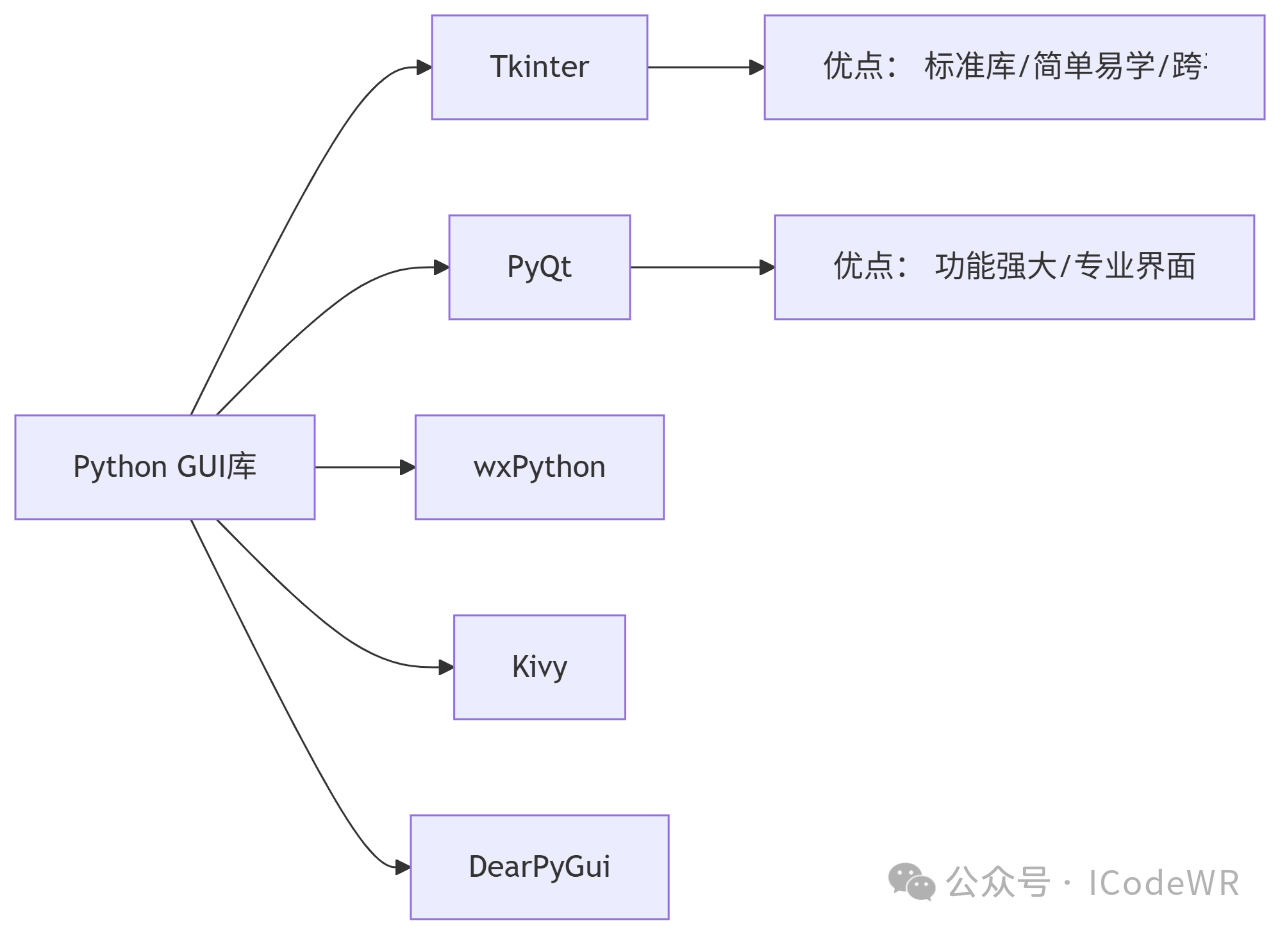 Tkinter
优点： 标准库/简单易学/跨
PyQt
优点： 功能强大/专业界面
Python GUI库
wxPython
Kivy
DearPyGui
公众号 · ICodeWR